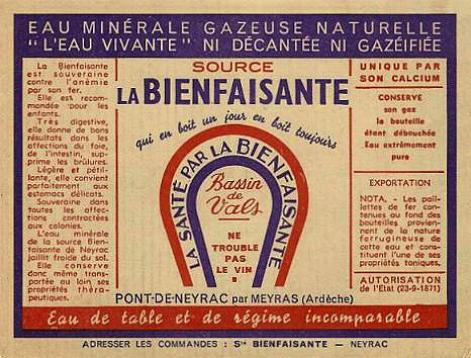 EAU MINÉRALE GAZEUSE NATURELLE
"L'EAU VIVANTE" NI DÉCANTÉE NI GAZÉIFIÉE
La Bienfaisante
est souveraine
contre l'anémie
par son fer.
Elle est recom-
mandée pour les
enfants.
Très digestive,
elle donne de bons
résultats dans les
affections du foie,
de l'intestin, sup-
prime les brûlures.
Légère et pétil-
lante, elle convient
parfaitement aux
estomacs délicats.
Souveraine dans
toutes les affec-
tions contractées
aux colonies.
L'eau minérale
de la source Bien-
faisante de Neyrac
jaillit froide du sol.
Elle conserve
donc même trans-
portée au loin ses
propriétés théra-
peutiques.
SOURCE
LA BIENFAISANTE
qui en boit un jour en boit toujours
LA SANTÉ PAR LA BIENFAISANTE
Bassin
de
Vals
NE
TROUBLE
PAS
LE VIN
PONT-DE-NEYRAC par MEYRAS (Ardèche)
UNIQUE PAR
SON CALCIUM
CONSERVE
son gaz
la bouteille
étant débouchée
Eau extrêmement
pure
EXPORTATION
NOTA. - Les pail-
lettes de fer con-
tenues au fond des
bouteilles provien-
nent de la nature
ferrugineuse de
cette eau et cons-
tituent l'une de ses
propriétés toniques.
AUTORISATION
de l'Etat (23-9-1871)
Eau de table et de régime incomparable
ADRESSER LES COMMANDES : Sté BIENFAISANTE — NEYRAC